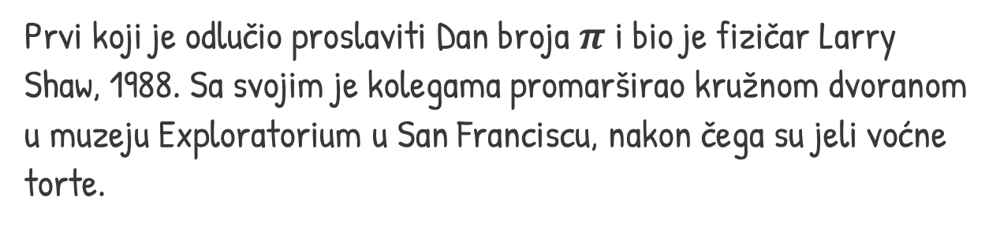 Prvi koji je odlučio proslaviti Dan broja π i bio je fizičar Larry
Shaw, 1988. Sa svojim je kolegama promarširao kružnom dvoranom
u muzeju Exploratorium u San Franciscu, nakon čega su jeli voćne
torte.